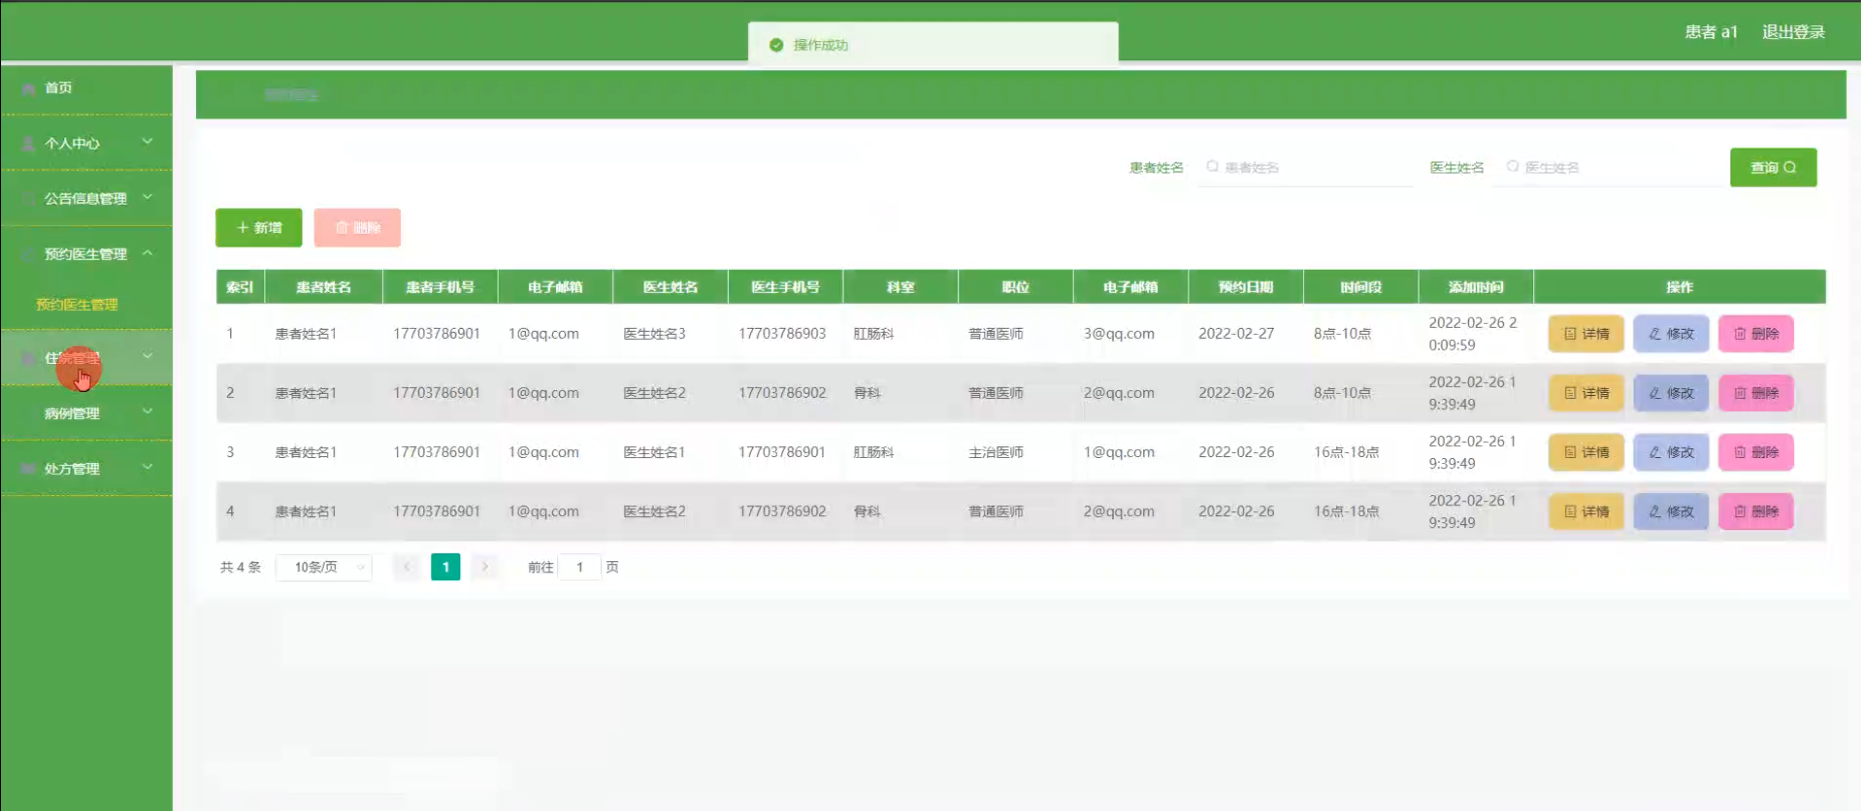 操作成功
患者 a1 退出登录
首页
个人中心
公告信息管理
预约医生管理
预约医生管理
住院管理
病例管理
处方管理
患者姓名 患者姓名 医生姓名 医生姓名 查询
+ 新增 删除
索引 患者姓名 患者手机号 电子邮箱 医生姓名 医生手机号 科室 职位 电子邮箱 预约日期 时间段 添加时间 操作
1 患者姓名1 17703786901 1@qq.com 医生姓名3 17703786903 肛肠科 普通医师 3@qq.com 2022-02-27 8点-10点 2022-02-26 2 详情 修改 删除
0:09:59
2 患者姓名1 17703786901 1@qq.com 医生姓名2 17703786902 骨科 普通医师 2@qq.com 2022-02-26 8点-10点 2022-02-26 1 详情 修改 删除
9:39:49
3 患者姓名1 17703786901 1@qq.com 医生姓名1 17703786901 肛肠科 主治医师 1@qq.com 2022-02-26 16点-18点 2022-02-26 1 详情 修改 删除
9:39:49
4 患者姓名1 17703786901 1@qq.com 医生姓名2 17703786902 骨科 普通医师 2@qq.com 2022-02-26 16点-18点 2022-02-26 1 详情 修改 删除
9:39:49
共 4 条 10条/页 1 前往 1 页